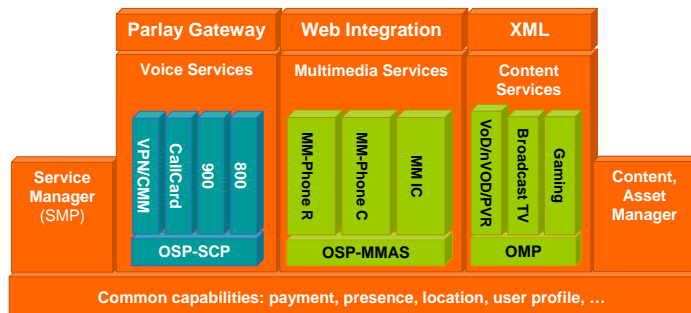 Parlay Gateway
Web Integration
XML
Voice Services
Multimedia Services
Content
Services
VPN/CMM
CallCard
900
800
MM-Phone R
MM-Phone C
MM IC
VoD/nVOD/PVR
Broadcast TV
Gaming
Service
Manager
(SMP)
Content,
Asset
Manager
OSP-SCP
OSP-MMAS
OMP
Common capabilities: payment, presence, location, user profile, …